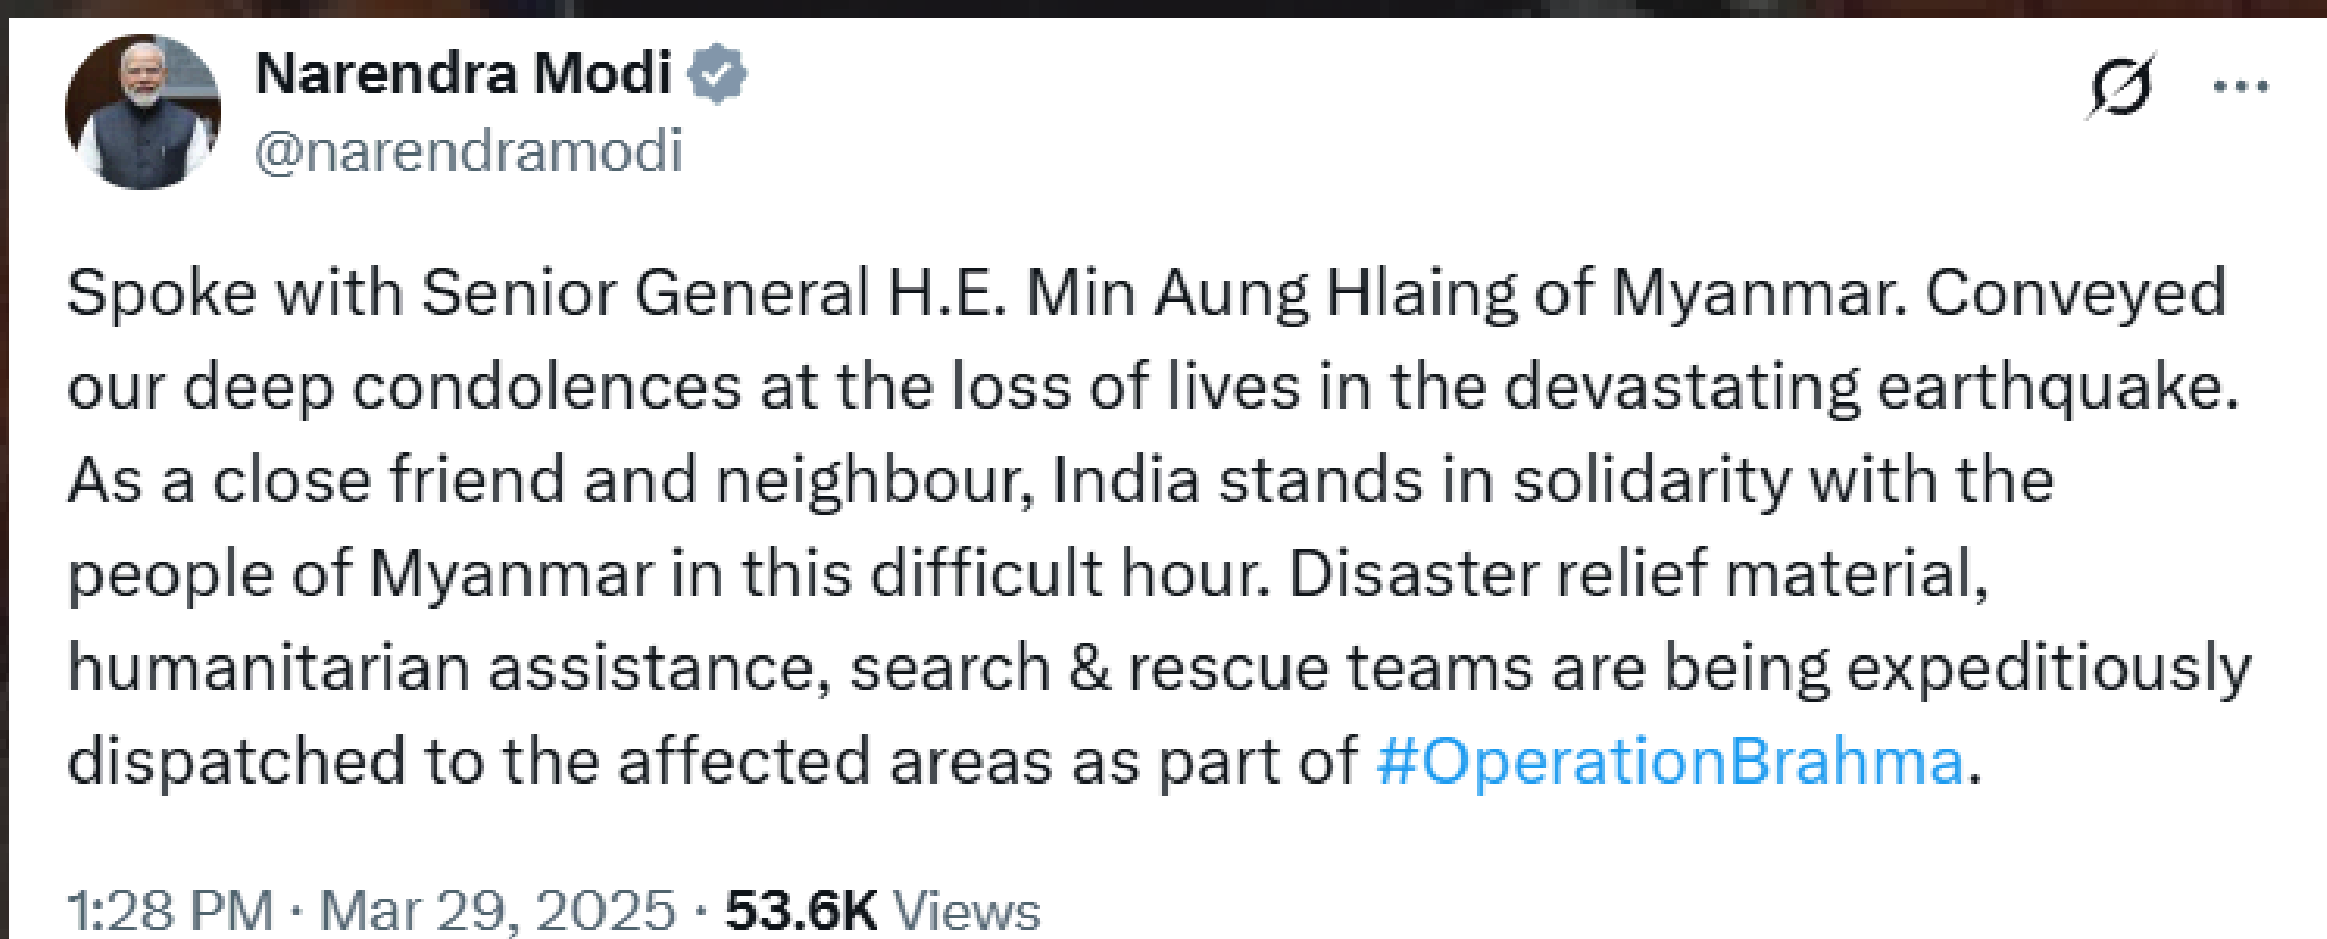 Narendra Modi
@narendramodi
Spoke with Senior General H.E. Min Aung Hlaing of Myanmar. Conveyed
our deep condolences at the loss of lives in the devastating earthquake.
As a close friend and neighbour, India stands in solidarity with the
people of Myanmar in this difficult hour. Disaster relief material,
humanitarian assistance, search & rescue teams are being expeditiously
dispatched to the affected areas as part of #OperationBrahma.
1:28 PM · Mar 29, 2025 · 53.6K Views